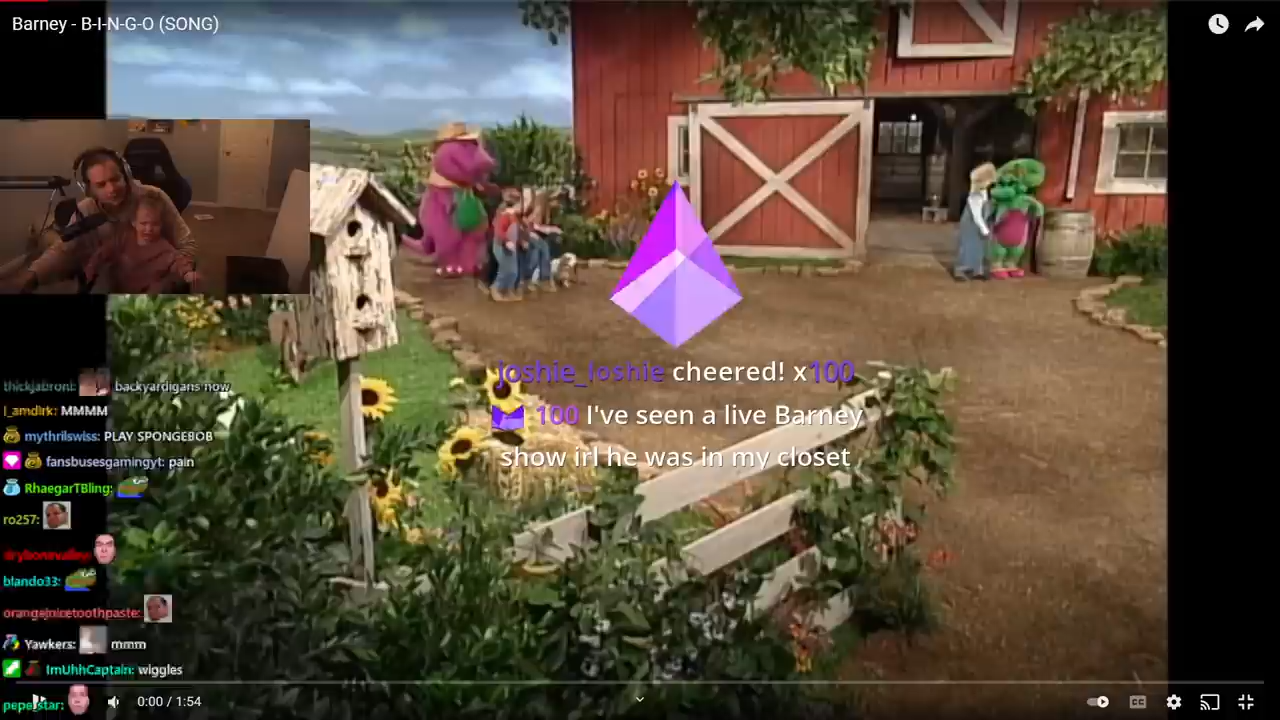 Barney - B-I-N-G-O (SONG)
joshie_loshie cheered! x100
100 I've seen a live Barney
show irl he was in my closet
thickjabroni: backyardigans now
l_amdirk: MMMM
mythrilswiss: PLAY SPONGEBOB
fansbusesgamingyt: pain
RhaegarTBling:
ro257:
blando33:
orangejuicetoothpaste:
Yawkers: mmm
ImUhhCaptain: wiggles
pepe_star:
0:00 / 1:54
CC